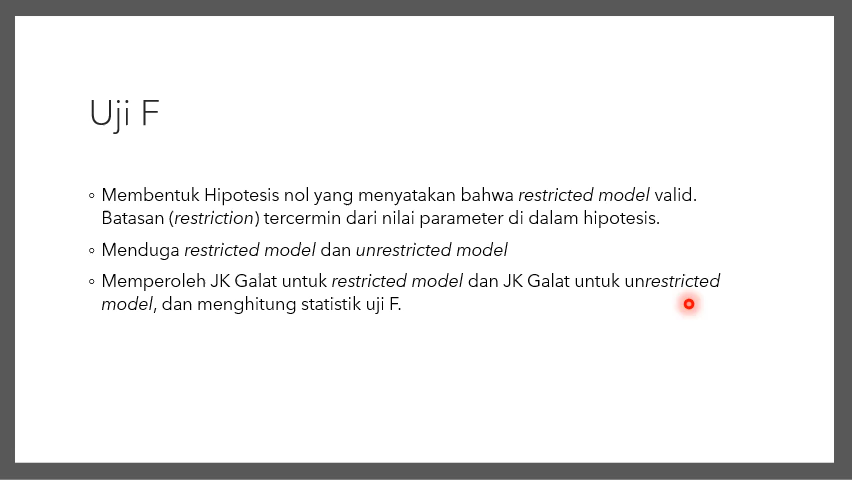 Uji F
◦ Membentuk Hipotesis nol yang menyatakan bahwa restricted model valid.
Batasan (restriction) tercermin dari nilai parameter di dalam hipotesis.
◦ Menduga restricted model dan unrestricted model
◦ Memperoleh JK Galat untuk restricted model dan JK Galat untuk unrestricted
model, dan menghitung statistik uji F.